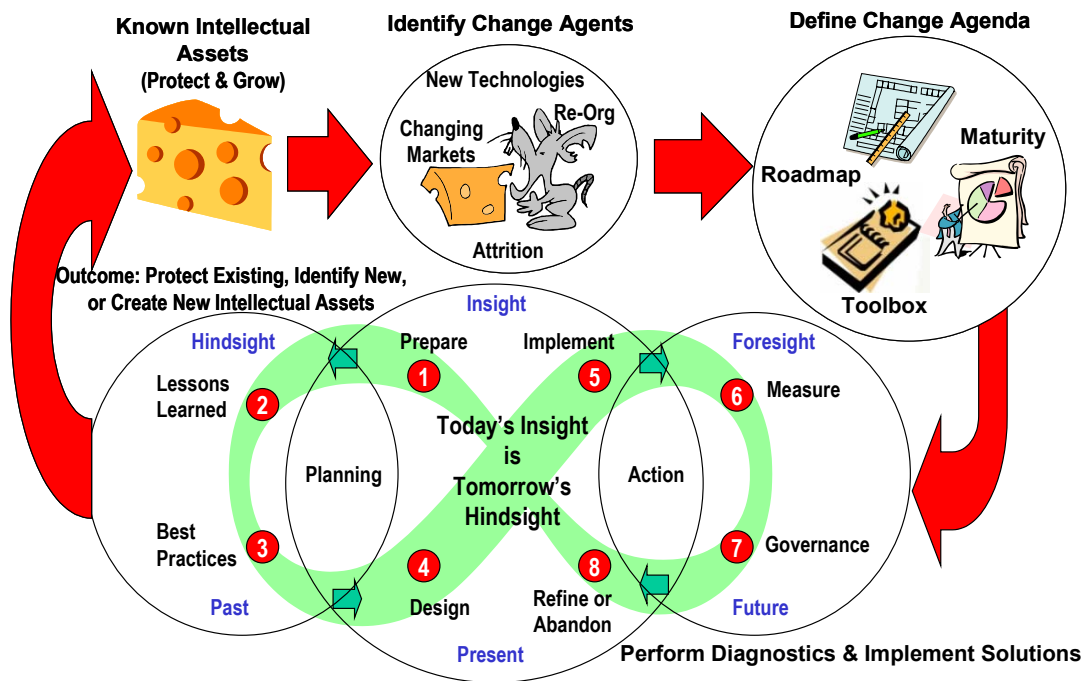 Known Intellectual
Assets
(Protect & Grow)
Identify Change Agents
New Technologies
Re-Org
Changing
Markets
Attrition
Define Change Agenda
Maturity
Roadmap
Toolbox
Outcome: Protect Existing, Identify New,
or Create New Intellectual Assets
Insight
Hindsight
Prepare
Implement
Foresight
1
5
Lessons
Learned
2
6
Measure
Today's Insight
is
Tomorrow's
Hindsight
Planning
Action
Best
Practices
3
4
8
7
Governance
Past
Design
Refine or
Abandon
Future
Present
Perform Diagnostics & Implement Solutions